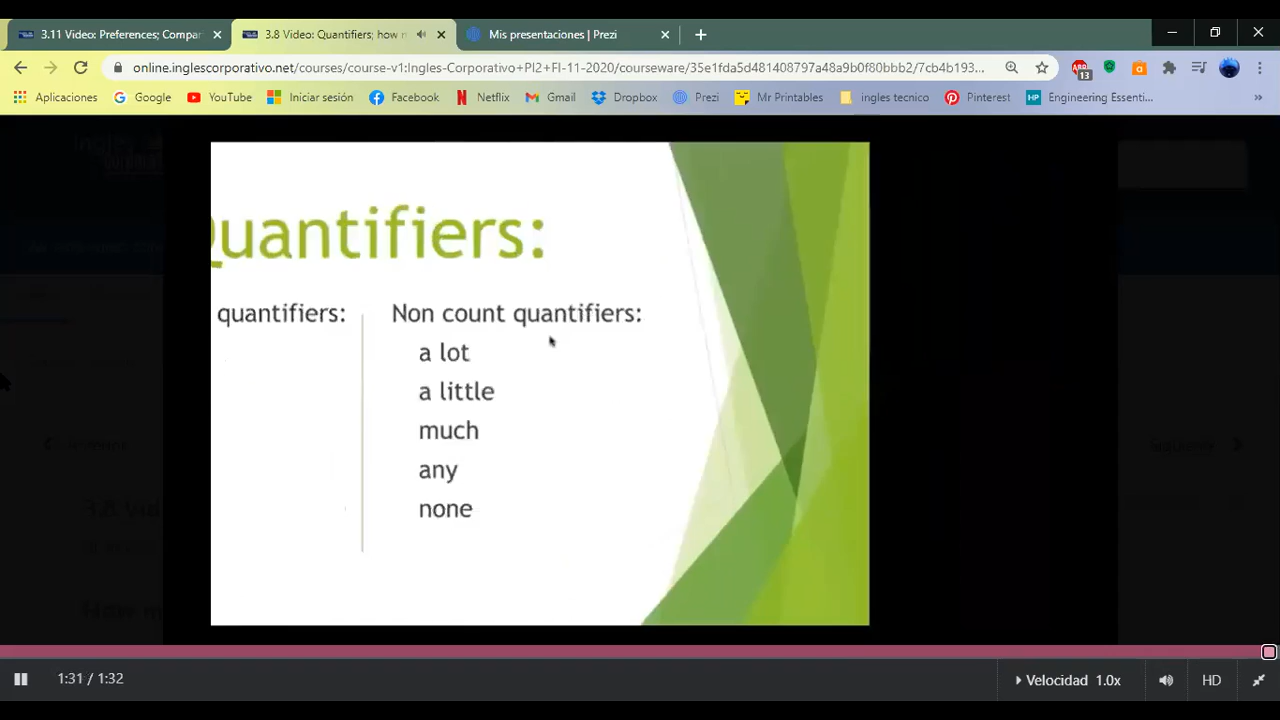 3.11 Video: Preferences; Compar
3.8 Video: Quantifiers; how m
Mis presentaciones | Prezi
online.inglescorporativo.net/courses/course-v1:Ingles-Corporativo+PI2+FI-11-2020/courseware/35e1fda5d481408797a48a9b0f80bbb2/7cb4b193...
13
Aplicaciones Google YouTube Iniciar sesión Facebook Netflix Gmail Dropbox Prezi Mr Printables ingles tecnico Pinterest Engineering Essenti... »
Quantifiers:
quantifiers:
Non count quantifiers:
a lot
a little
much
any
none
1:31 / 1:32
Velocidad 1.0x
HD